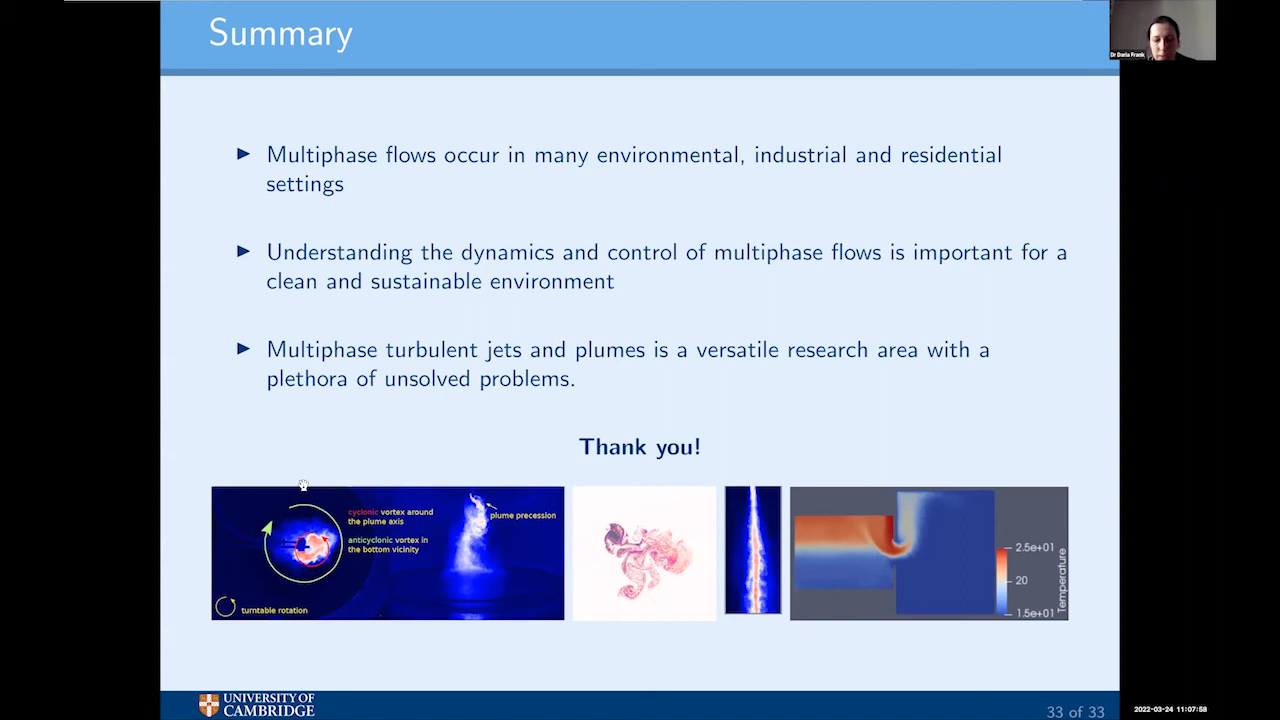 Summary
Dr Daria Frank
▶ Multiphase flows occur in many environmental, industrial and residential
settings
▶ Understanding the dynamics and control of multiphase flows is important for a
clean and sustainable environment
▶ Multiphase turbulent jets and plumes is a versatile research area with a
plethora of unsolved problems.
Thank you!
cyclonic vortex around
the plume axis
anticyclonic vortex in
the bottom vicinity
turntable rotation
plume precession
2.5e+01
20
1.5e+01
Temperature
UNIVERSITY OF
CAMBRIDGE
33 of 33
2022-03-24 11:07:58